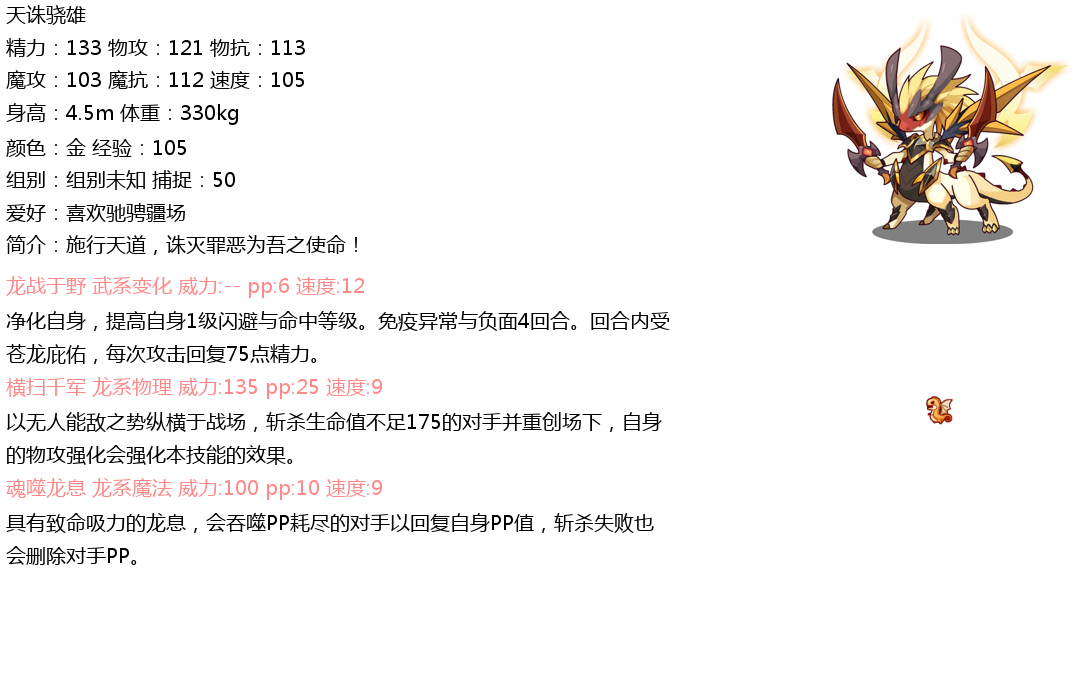 天诛骁雄
精力：133 物攻：121 物抗：113
魔攻：103 魔抗：112 速度：105
身高：4.5m 体重：330kg
颜色：金 经验：105
组别：组别未知 捕捉：50
爱好：喜欢驰骋疆场
简介：施行天道，诛灭罪恶为吾之使命！
龙战于野 武系变化 威力:-- pp:6 速度:12
净化自身，提高自身1级闪避与命中等级。免疫异常与负面4回合。回合内受
苍龙庇佑，每次攻击回复75点精力。
横扫千军 龙系物理 威力:135 pp:25 速度:9
以无人能敌之势纵横于战场，斩杀生命值不足175的对手并重创场下，自身
的物攻强化会强化本技能的效果。
魂噬龙息 龙系魔法 威力:100 pp:10 速度:9
具有致命吸力的龙息，会吞噬PP耗尽的对手以回复自身PP值，斩杀失败也
会删除对手PP。